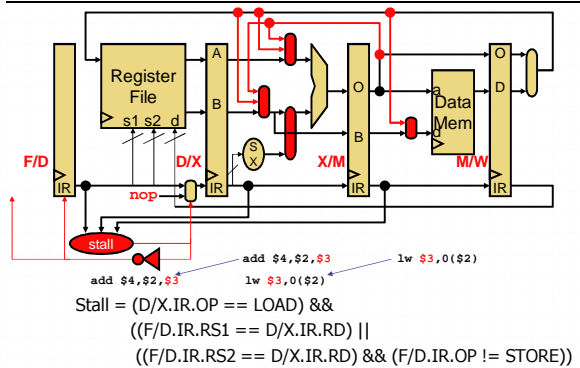 Register
File
s1 s2 d
A
B
IR
S
X
O
B
IR
a
d
Data
Mem
O
D
IR
F/D
D/X
X/M
M/W
IR
nop
stall
add $4,$2,$3
lw $3,0($2)
add $4,$2,$3
lw $3,0($2)
Stall = (D/X.IR.OP == LOAD) &&
((F/D.IR.RS1 == D/X.IR.RD) ||
((F/D.IR.RS2 == D/X.IR.RD) && (F/D.IR.OP != STORE))